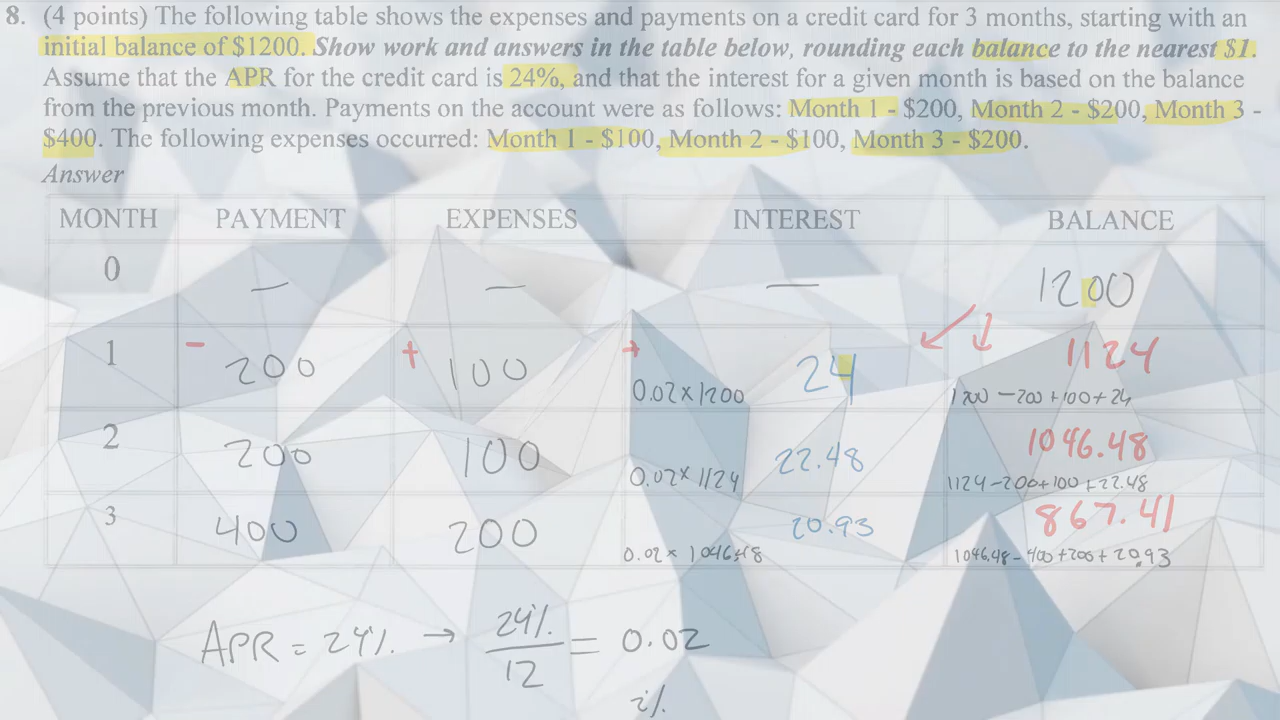 8. (4 points) The following table shows the expenses and payments on a credit card for 3 months, starting with an
initial balance of $1200. Show work and answers in the table below, rounding each balance to the nearest $1.
Assume that the APR for the credit card is 24%, and that the interest for a given month is based on the balance
from the previous month. Payments on the account were as follows: Month 1 - $200, Month 2 - $200, Month 3 -
$400. The following expenses occurred: Month 1 - $100, Month 2 - $100, Month 3 - $200.
Answer
MONTH PAYMENT EXPENSES INTEREST BALANCE
0 — — — 1200
1 - 200 + 100 + 24 1124
0.02 × 1200 1200 - 200 + 100 + 24
2 200 100 22.48 1046.48
0.02 × 1124 1124 - 200 + 100 + 22.48
3 400 200 20.93 867.41
0.02 × 1046.48 1046.48 - 400 + 200 + 20.93
APR = 24% → 24% / 12 = 0.02
2%